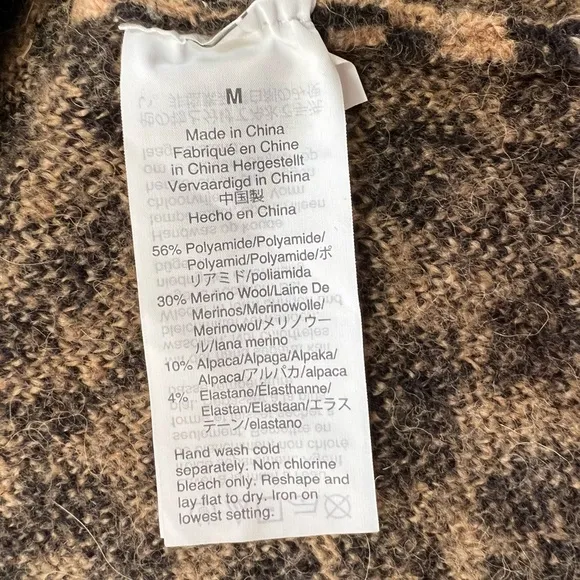 M
Made in China
Fabriqué en Chine
in China Hergestellt
Vervaardigd in China
中国製
Hecho en China
56% Polyamide/Polyamide/
Polyamid/Polyamide/ポ
リアミド/poliamida
30% Merino Wool/Laine De
Merinos/Merinowolle/
Merinowol/メリノウー
ル/lana merino
10% Alpaca/Alpaga/Alpaka/
Alpaca/アルパカ/alpaca
4% Elastane/Élasthanne/
Elastan/Elastaan/エラス
テーン/elastano
Hand wash cold
separately. Non chlorine
bleach only. Reshape and
lay flat to dry. Iron on
lowest setting.